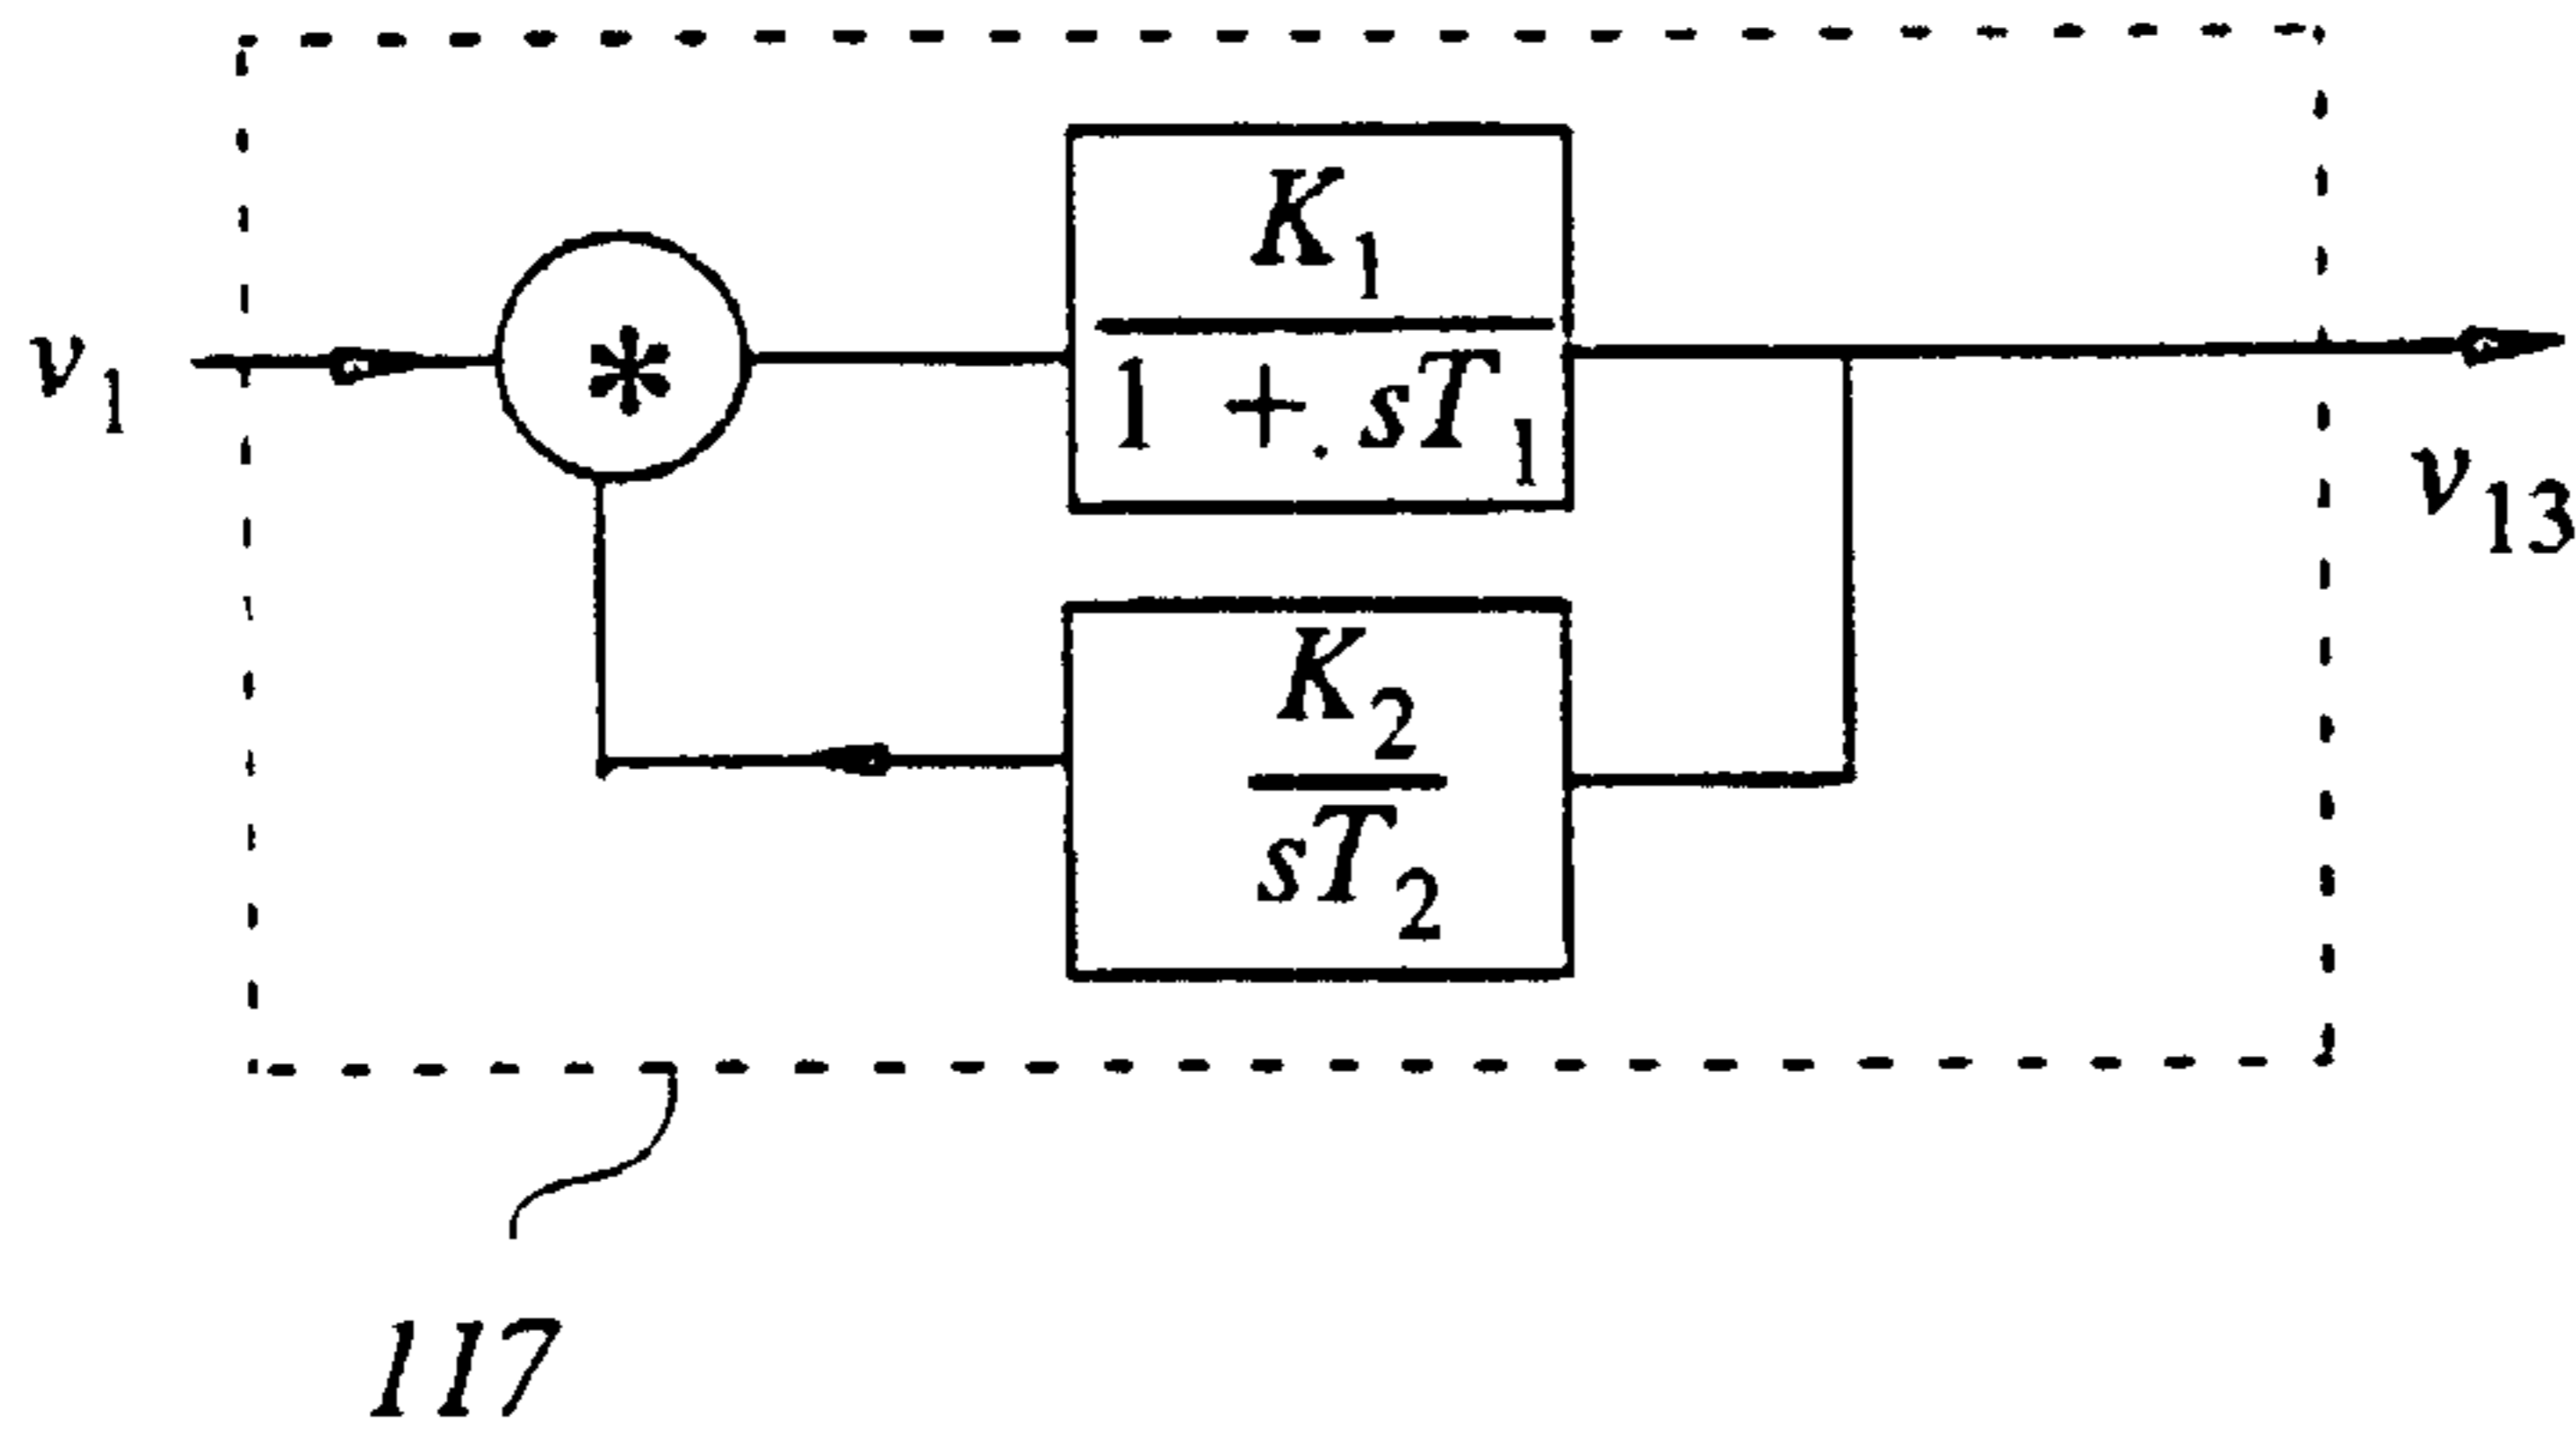 K₁
v₁ * 1 + sT₁
v₁₃
K₂
sT₂
117